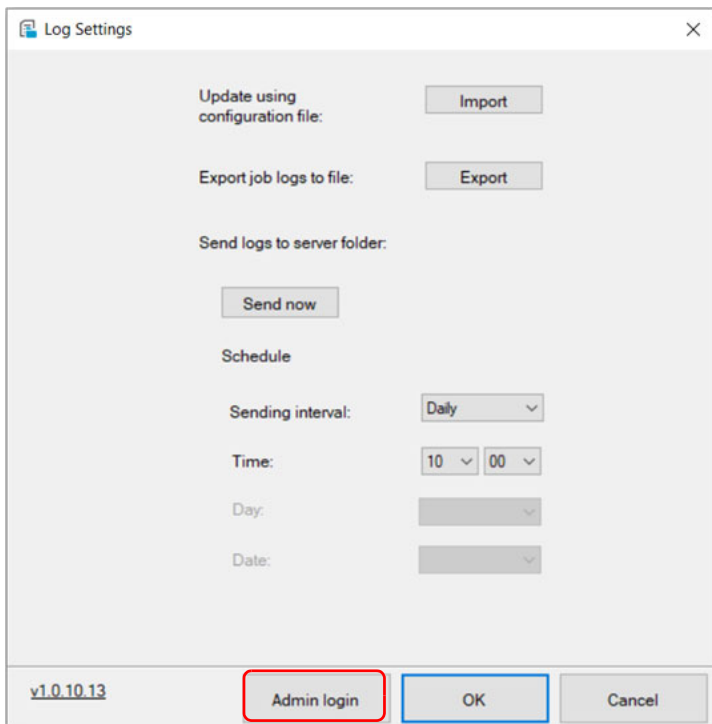 Log Settings
Update using
configuration file:
Import
Export job logs to file:
Export
Send logs to server folder:
Send now
Schedule
Sending interval:
Daily
Time:
10
00
Day:
Date:
v1.0.10.13
Admin login
OK
Cancel